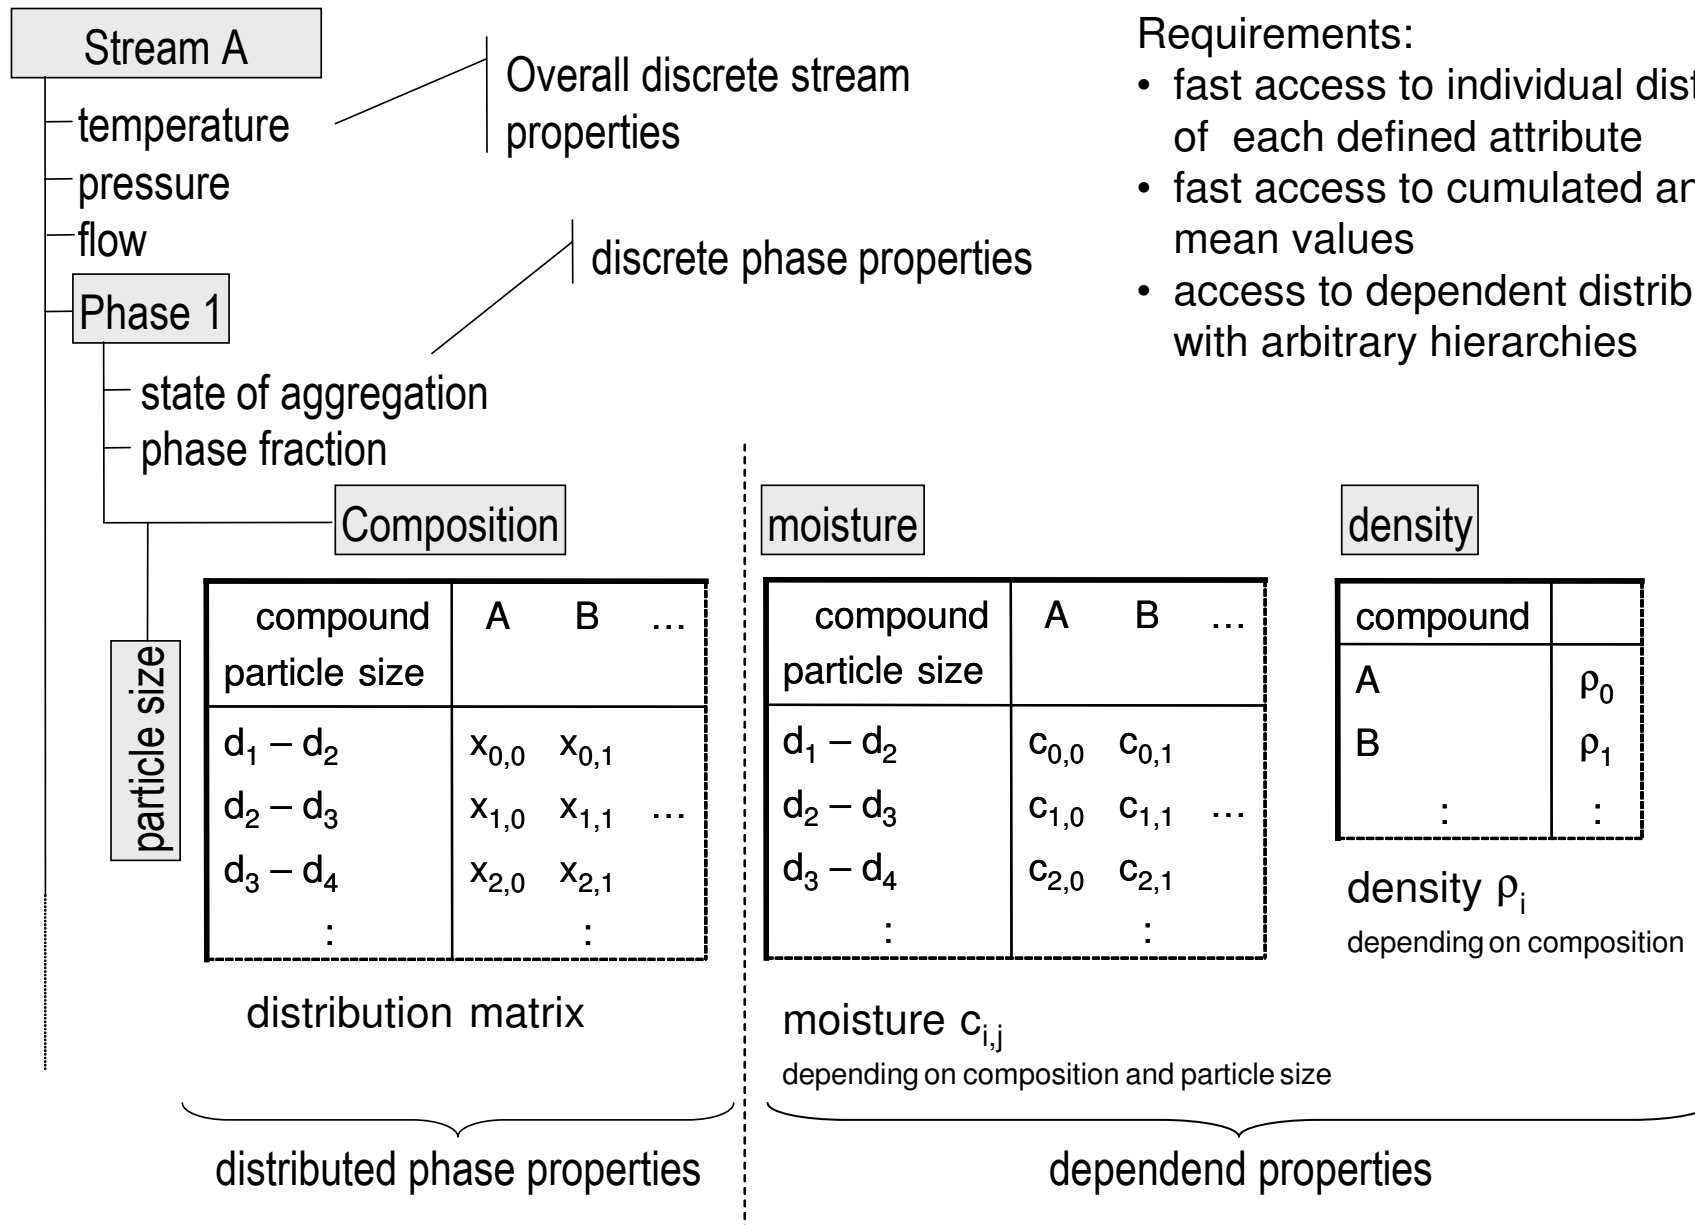 Stream A
temperature
pressure
flow
Overall discrete stream
properties
Phase 1
discrete phase properties
state of aggregation
phase fraction
Requirements:
• fast access to individual
of each defined attribute
• fast access to cumulated
mean values
• access to dependent
with arbitrary hierarchies
Composition
particle size
compound A B ...
particle size
d1 – d2 x0,0 x0,1
d2 – d3 x1,0 x1,1 ...
d3 – d4 x2,0 x2,1
: :
distribution matrix
distributed phase properties
moisture
compound A B ...
particle size
d1 – d2 c0,0 c0,1
d2 – d3 c1,0 c1,1 ...
d3 – d4 c2,0 c2,1
: :
moisture ci,j
depending on composition and particle size
density
compound
A ρ0
B ρ1
: :
density ρi
depending on composition
dependend properties